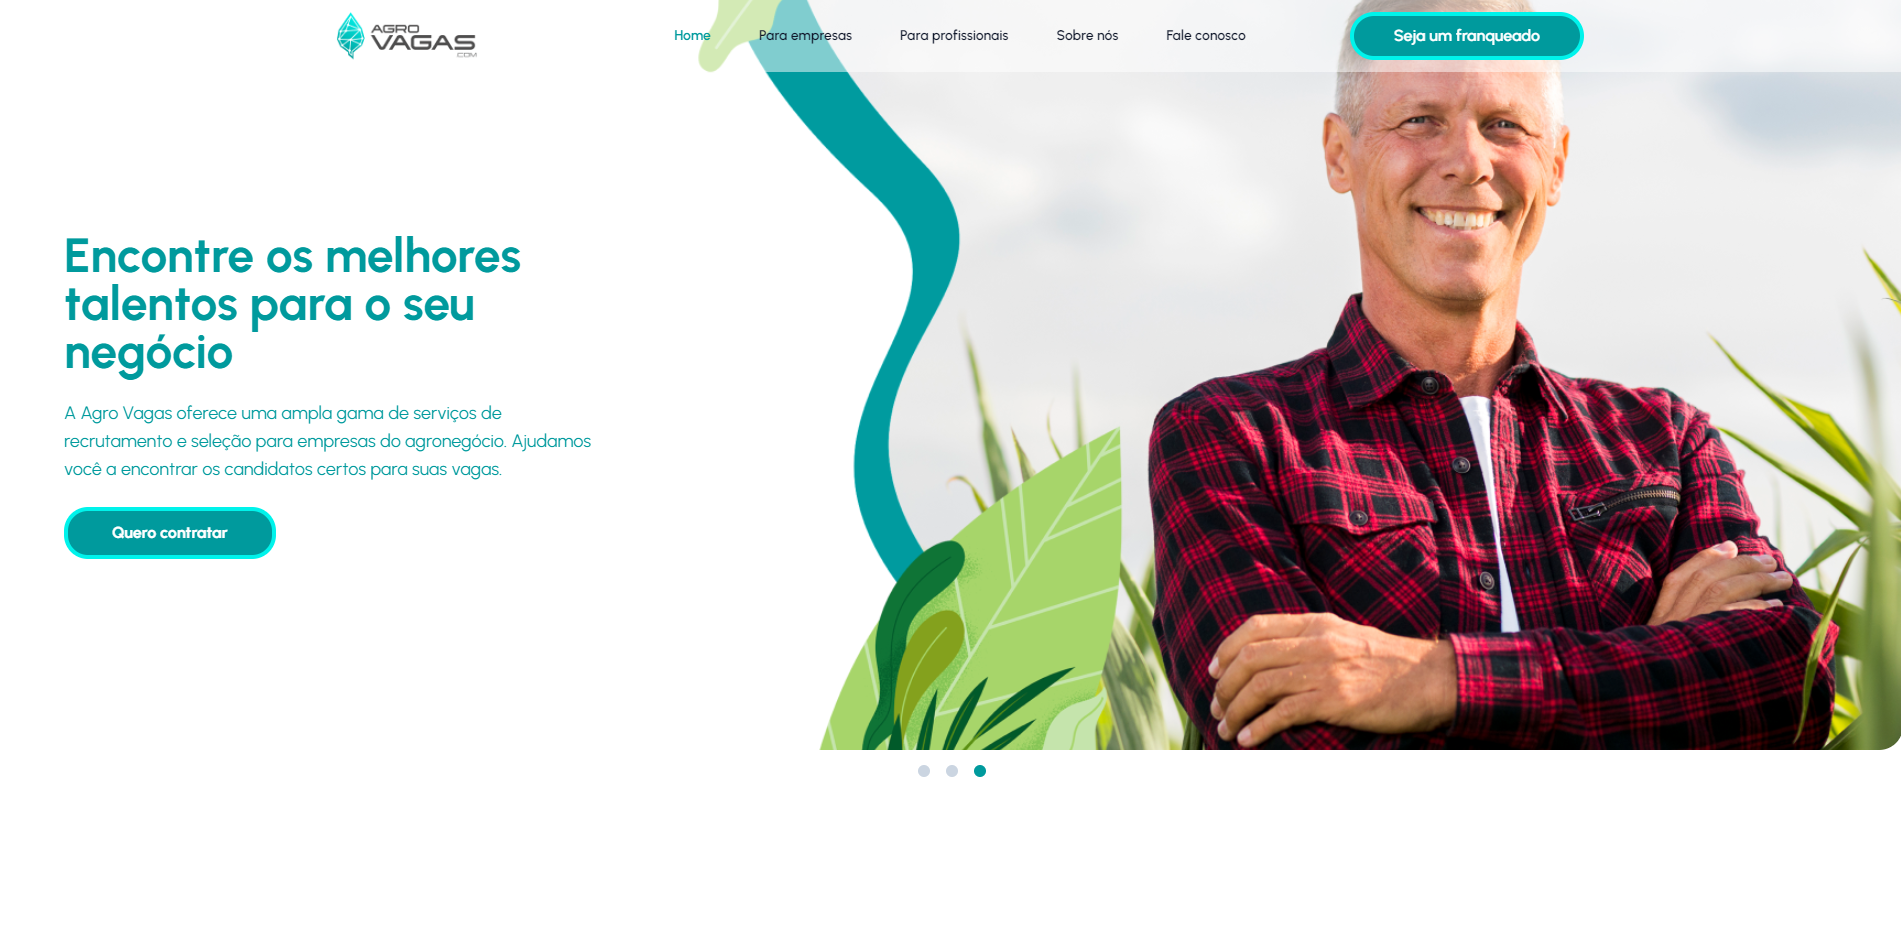 AGRO
VAGAS
COM
Home
Para empresas
Para profissionais
Sobre nós
Fale conosco
Seja um franqueado
Encontre os melhores
talentos para o seu
negócio
A Agro Vagas oferece uma ampla gama de serviços de
recrutamento e seleção para empresas do agronegócio. Ajudamos
você a encontrar os candidatos certos para suas vagas.
Quero contratar